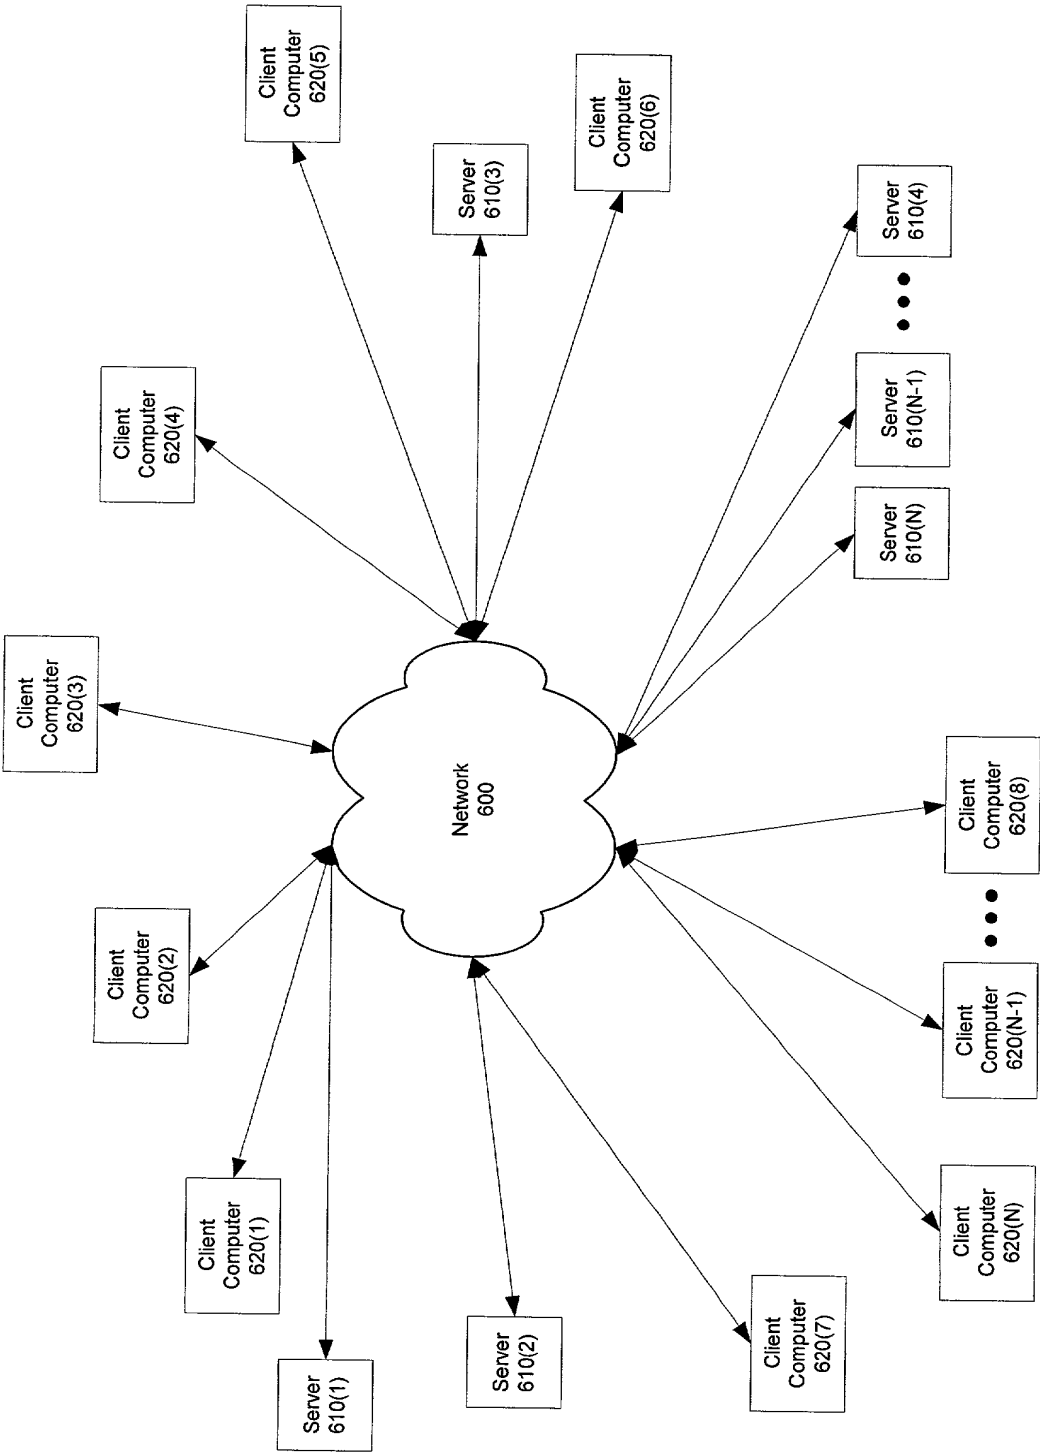 Client
Computer
620(5)
Server
610(3)
Client
Computer
620(6)
Server
610(4)
Client
Computer
620(4)
Server
610(N-1)
Server
610(N)
Client
Computer
620(3)
Network
600
Client
Computer
620(8)
Client
Computer
620(2)
Client
Computer
620(N-1)
Client
Computer
620(1)
Client
Computer
620(N)
Server
610(1)
Server
610(2)
Client
Computer
620(7)